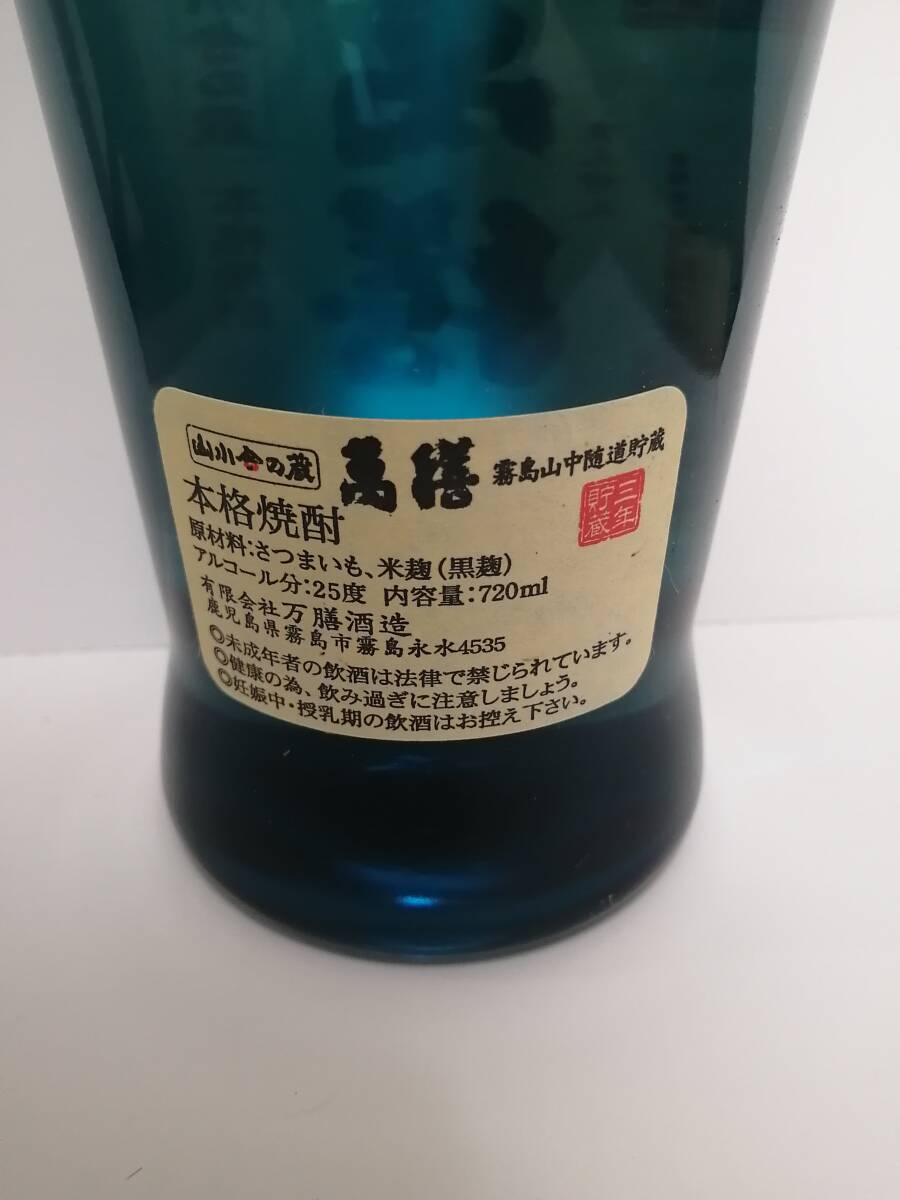 山小舎の蔵
萬膳
霧島山中随道貯蔵
三年
貯蔵
本格焼酎
原材料:さつまいも、米麹(黒麹)
アルコール分:25度 内容量:720ml
有限会社万膳酒造
鹿児島県霧島市霧島永水4535
◎未成年者の飲酒は法律で禁じられています。
◎健康の為、飲み過ぎに注意しましょう。
◎妊娠中・授乳期の飲酒はお控え下さい。